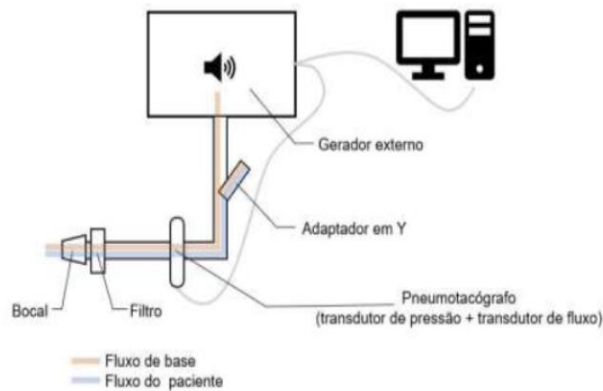 Gerador externo
Adaptador em Y
Pneumotacógrafo
(transdutor de pressão + transdutor de fluxo)
Bocal
Filtro
Fluxo de base
Fluxo do paciente